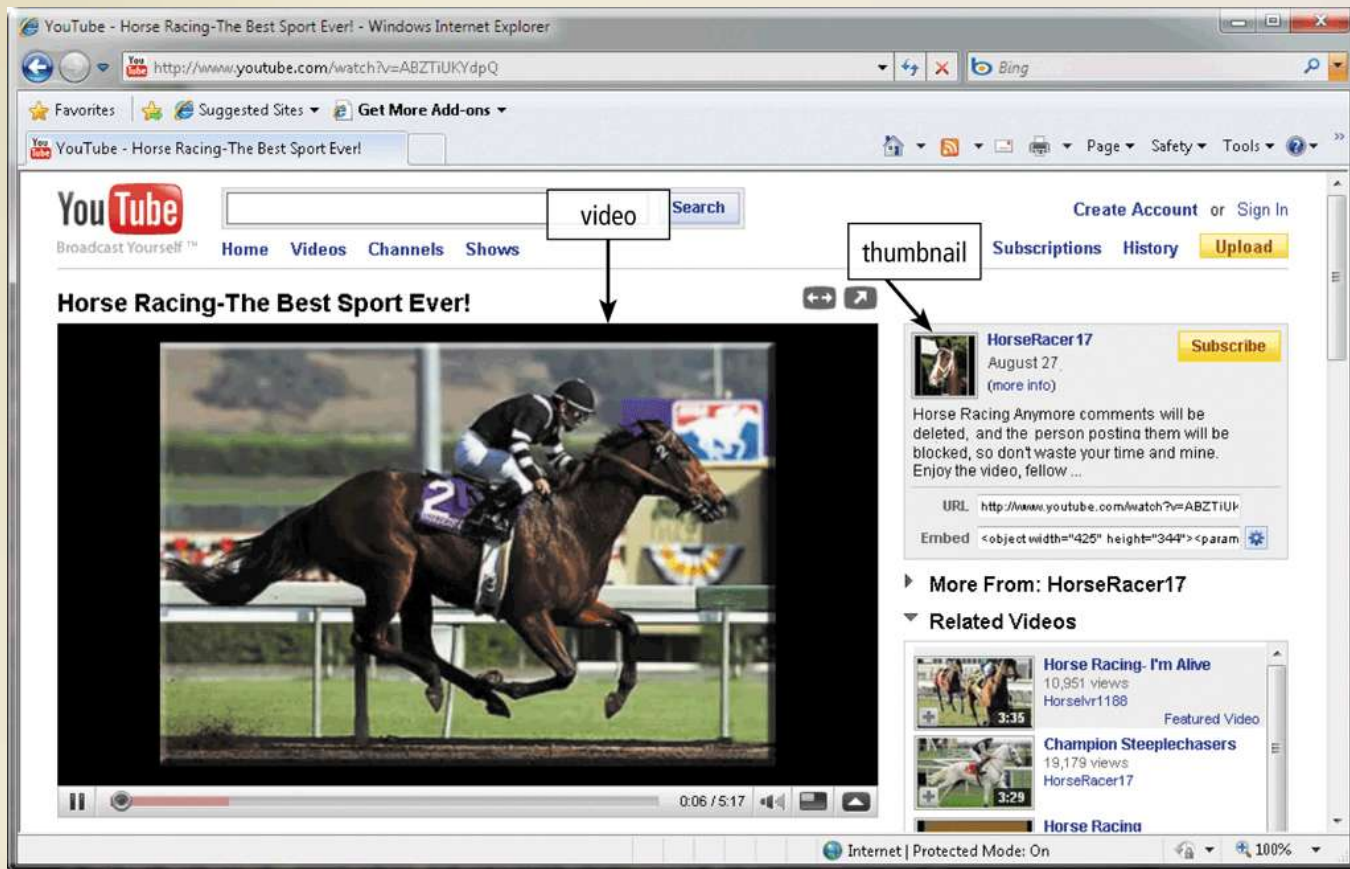 YouTube - Horse Racing-The Best Sport Ever! - Windows Internet Explorer
http://www.youtube.com/watch?v=ABZTiUKYdpQ
Bing
Favorites Suggested Sites Get More Add-ons
YouTube - Horse Racing-The Best Sport Ever!
Page Safety Tools
YouTube
Broadcast Yourself ™
Search
video
Create Account or Sign In
Home Videos Channels Shows
thumbnail
Subscriptions History Upload
Horse Racing-The Best Sport Ever!
HorseRacer17
August 27
(more info)
Subscribe
Horse Racing Anymore comments will be
deleted, and the person posting them will be
blocked, so don't waste your time and mine.
Enjoy the video, fellow ...
URL http://www.youtube.com/watch?v=ABZTiUK
Embed <object width="425" height="344"><param
2
More From: HorseRacer17
Related Videos
Horse Racing- I'm Alive
10,951 views
Horselvr1188
3:35
Featured Video
Champion Steeplechasers
19,179 views
HorseRacer17
3:29
Horse Racing
0:06 / 5:17
Internet | Protected Mode: On
100%